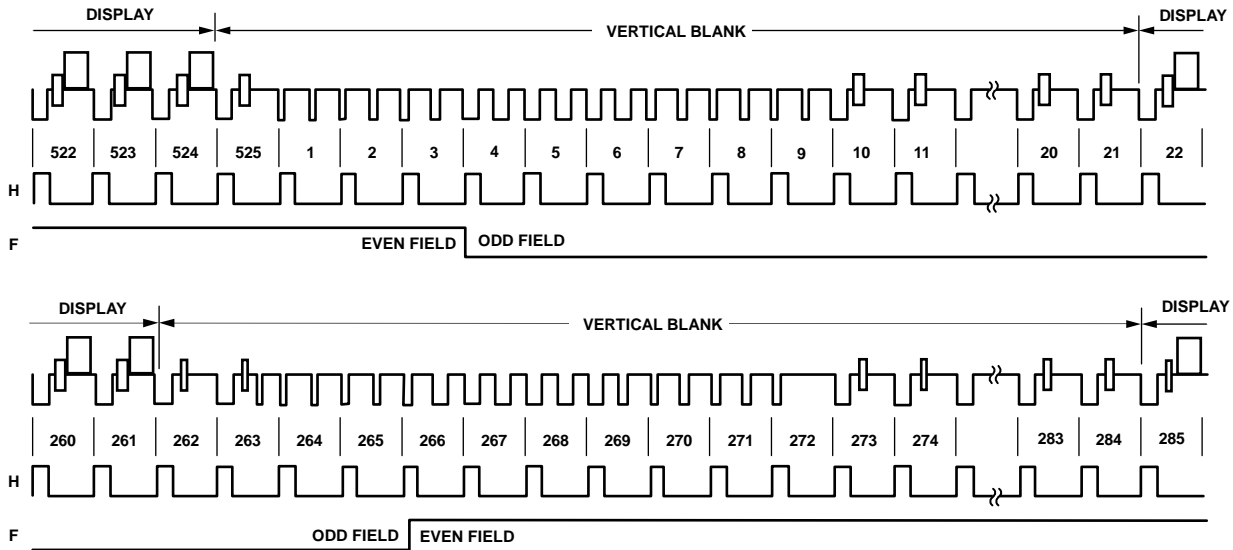 DISPLAY VERTICAL BLANK DISPLAY
522 523 524 525 1 2 3 4 5 6 7 8 9 10 11 20 21 22
H
F EVEN FIELD ODD FIELD
DISPLAY VERTICAL BLANK DISPLAY
260 261 262 263 264 265 266 267 268 269 270 271 272 273 274 283 284 285
H
F ODD FIELD EVEN FIELD